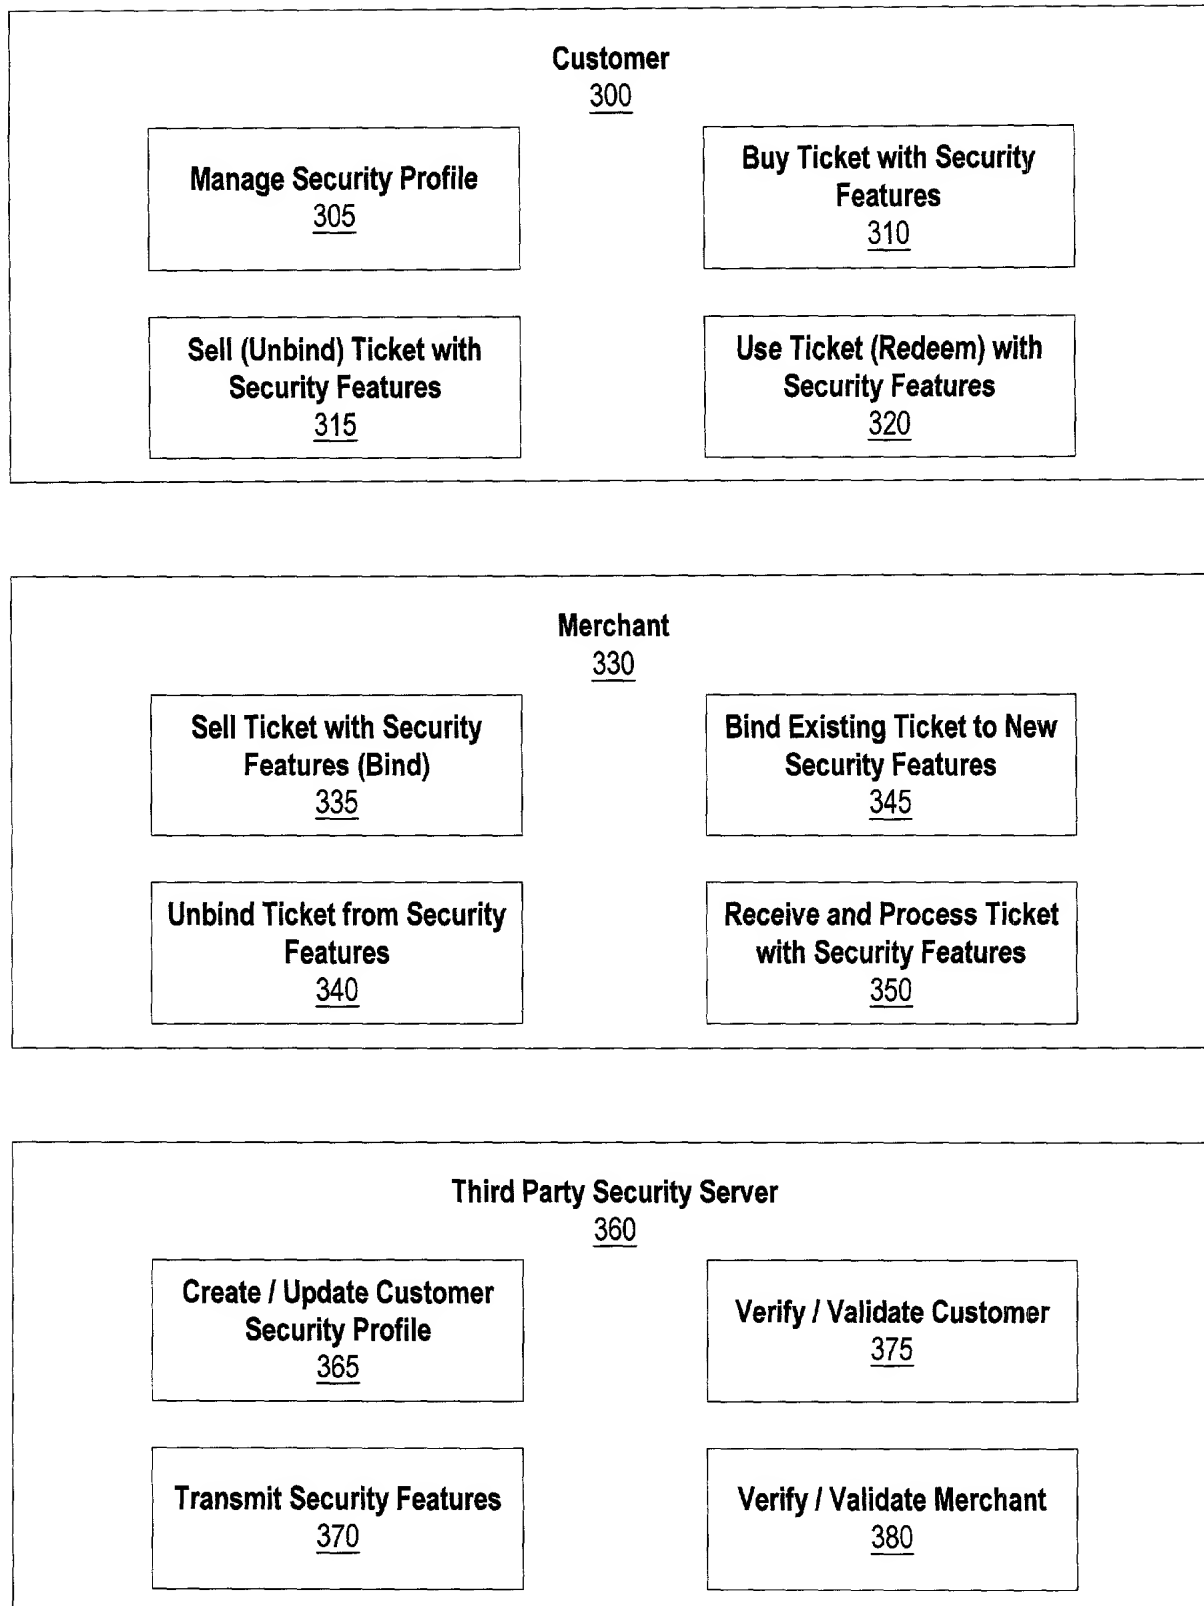 Customer
300
Manage Security Profile
305
Buy Ticket with Security
Features
310
Sell (Unbind) Ticket with
Security Features
315
Use Ticket (Redeem) with
Security Features
320
Merchant
330
Sell Ticket with Security
Features (Bind)
335
Bind Existing Ticket to New
Security Features
345
Unbind Ticket from Security
Features
340
Receive and Process Ticket
with Security Features
350
Third Party Security Server
360
Create / Update Customer
Security Profile
365
Verify / Validate Customer
375
Transmit Security Features
370
Verify / Validate Merchant
380